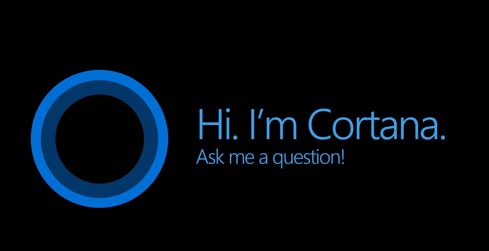 Hi. I’m Cortana.
Ask me a question!